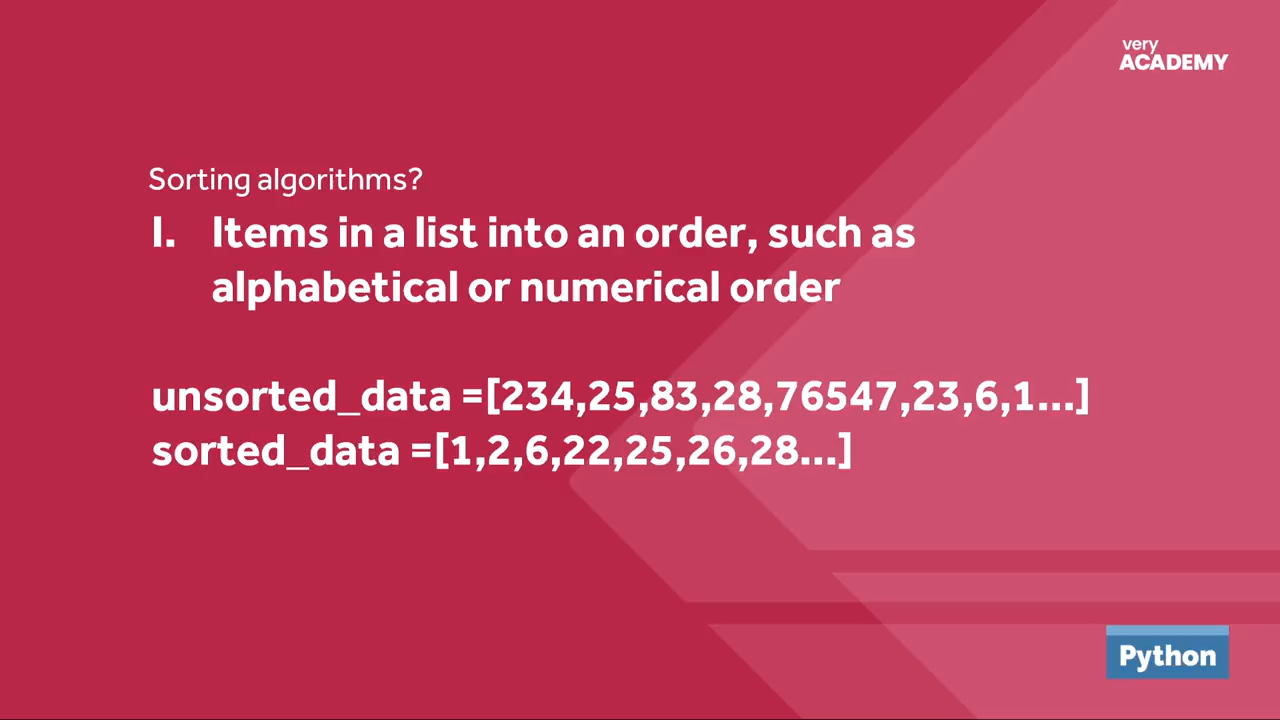 very
ACADEMY
Sorting algorithms?
I. Items in a list into an order, such as
alphabetical or numerical order
unsorted_data =[234,25,83,28,76547,23,6,1...]
sorted_data =[1,2,6,22,25,26,28...]
Python